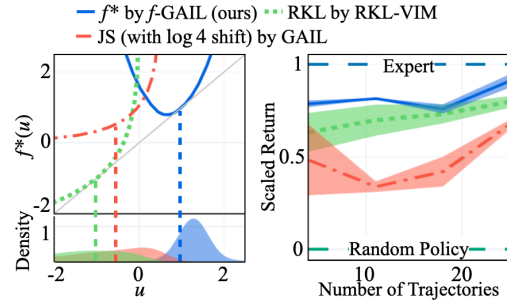 f* by f-GAIL (ours) RKL by RKL-VIM
JS (with log 4 shift) by GAIL
f*(u)
2
0
-2
Density
1
-2 0 2
u
Scaled Return
1
0.5
0
Expert
Random Policy
10 20
Number of Trajectories